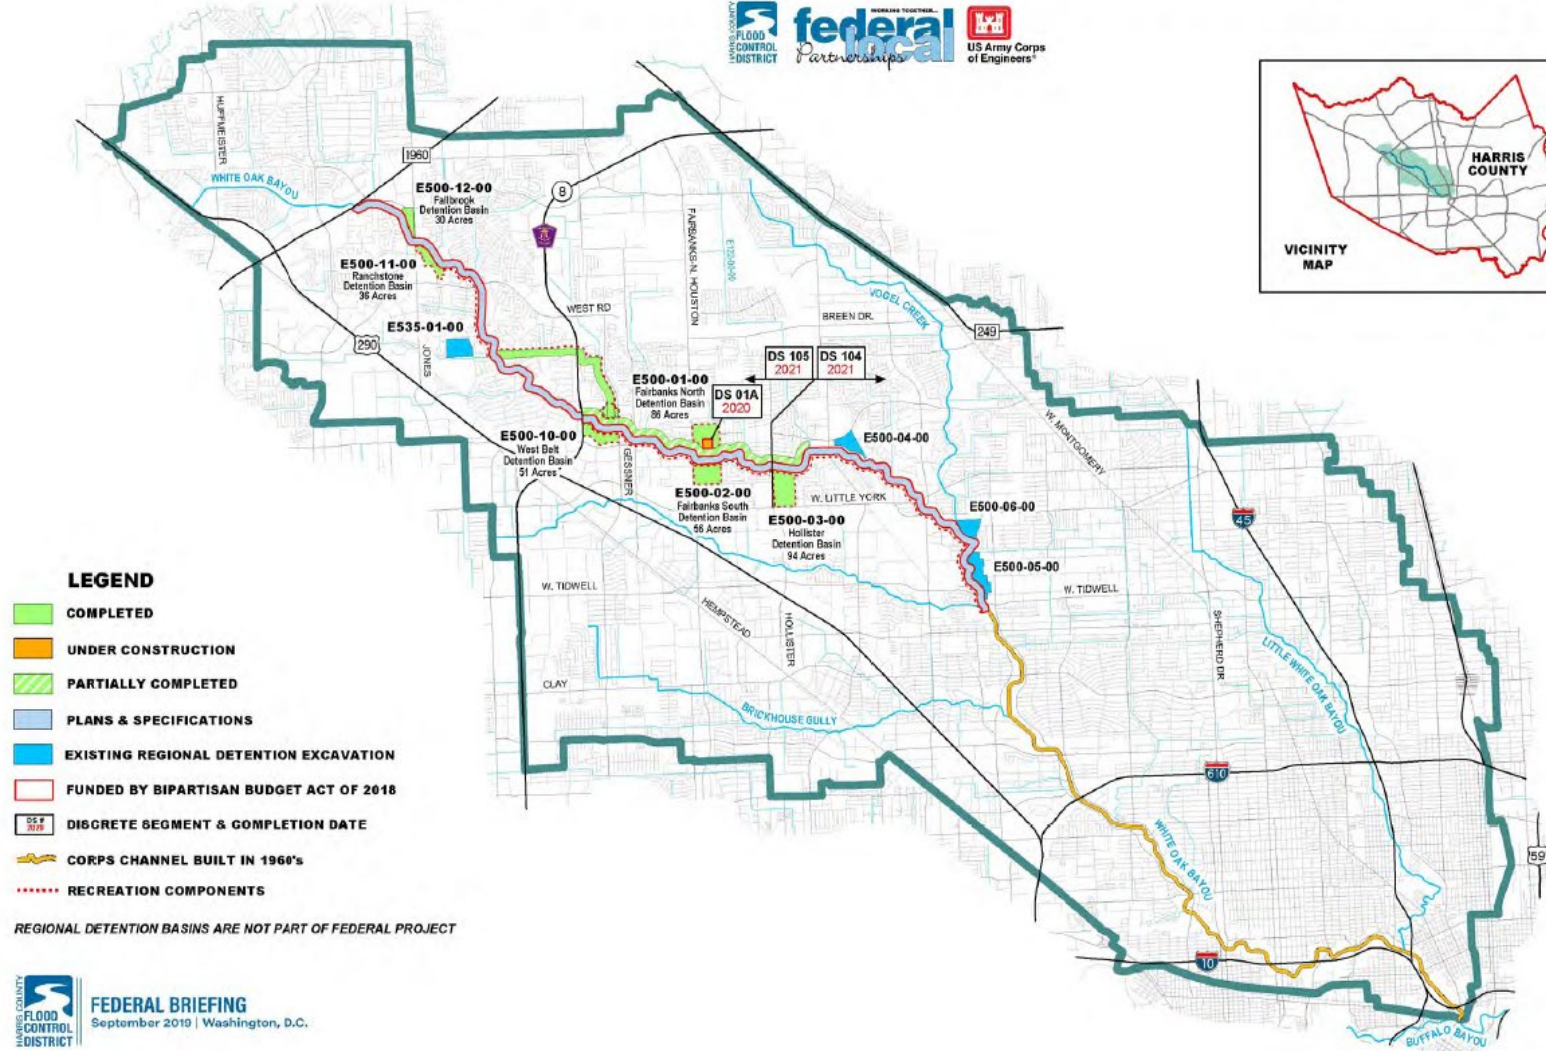 HARRIS COUNTY
FLOOD
CONTROL
DISTRICT
WORKING TOGETHER...
federal
local
Partnerships
US Army Corps
of Engineers®
HARRIS
COUNTY
VICINITY
MAP
HUFFMEISTER
WHITE OAK BAYOU
1960
8
E500-12-00
Fallbrook
Detention Basin
30 Acres
E500-11-00
Ranchstone
Detention Basin
36 Acres
E535-01-00
290
JONES
WEST RD
FAIRBANKS-N. HOUSTON
E122-00-00
VOGEL CREEK
BREEN DR.
249
DS 105
2021
DS 104
2021
E500-01-00
Fairbanks North
Detention Basin
86 Acres
DS 01A
2020
W. MONTGOMERY
E500-10-00
West Belt
Detention Basin
51 Acres
GESSNER
E500-04-00
E500-02-00
Fairbanks South
Detention Basin
56 Acres
W. LITTLE YORK
E500-03-00
Hollister
Detention Basin
94 Acres
E500-06-00
45
E500-05-00
W. TIDWELL
W. TIDWELL
HEMPSTEAD
HOLLISTER
SHEPHERD DR
LITTLE WHITE OAK BAYOU
CLAY
BRICKHOUSE GULLY
610
WHITE OAK BAYOU
59
10
BUFFALO BAYOU
LEGEND
COMPLETED
UNDER CONSTRUCTION
PARTIALLY COMPLETED
PLANS & SPECIFICATIONS
EXISTING REGIONAL DETENTION EXCAVATION
FUNDED BY BIPARTISAN BUDGET ACT OF 2018
DS #
2020
DISCRETE SEGMENT & COMPLETION DATE
CORPS CHANNEL BUILT IN 1960's
RECREATION COMPONENTS
REGIONAL DETENTION BASINS ARE NOT PART OF FEDERAL PROJECT
HARRIS COUNTY
FLOOD
CONTROL
DISTRICT
FEDERAL BRIEFING
September 2019 | Washington, D.C.